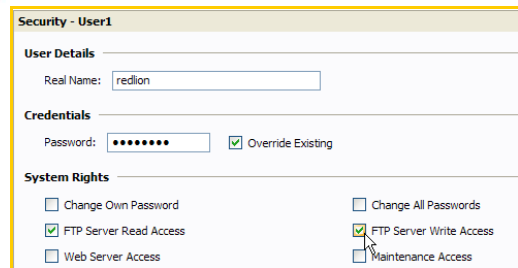 Security - User1
User Details
Real Name: redlion
Credentials
Password: ●●●●●●●● Override Existing
System Rights
Change Own Password Change All Passwords
FTP Server Read Access FTP Server Write Access
Web Server Access Maintenance Access